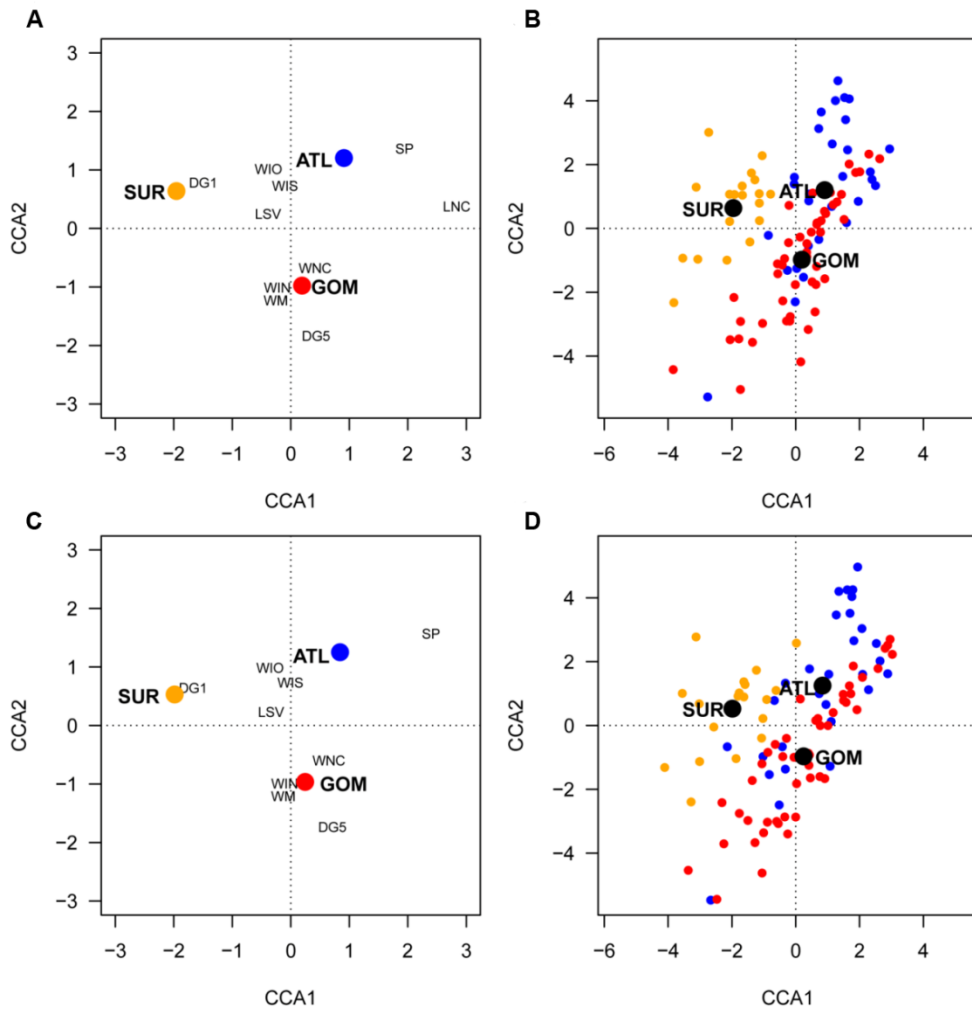 A
3
2
1
0
−1
−2
−3
CCA2
SP
ATL
WIO
SUR
DG1
WIS
LSV
LNC
WNC
WIN
GOM
WM
DG5
−3
−2
−1
0
1
2
3
CCA1
B
4
2
0
−2
−4
CCA2
ATL
SUR
GOM
−6
−4
−2
0
2
4
CCA1
C
3
2
1
0
−1
−2
−3
CCA2
SP
ATL
WIO
SUR
DG1
WIS
LSV
WNC
WIN
GOM
WM
DG5
−3
−2
−1
0
1
2
3
CCA1
D
4
2
0
−2
−4
CCA2
ATL
SUR
GOM
−6
−4
−2
0
2
4
CCA1